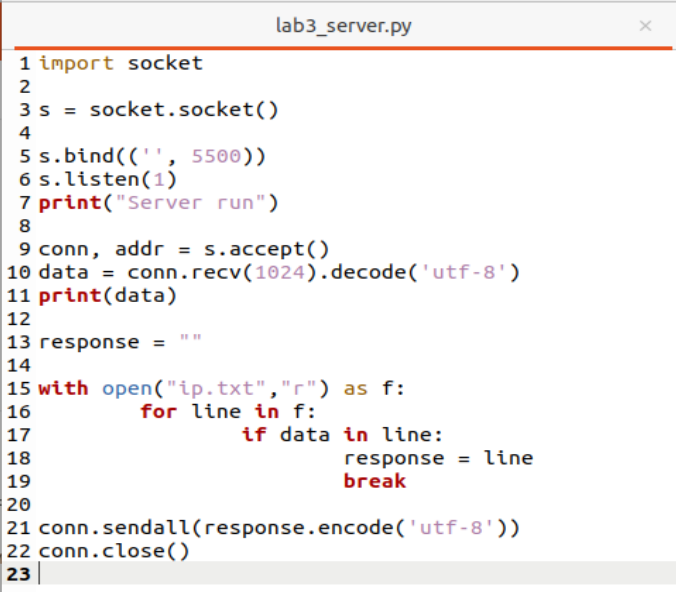 lab3_server.py ×
1 import socket
2
3 s = socket.socket()
4
5 s.bind(('', 5500))
6 s.listen(1)
7 print("Server run")
8
9 conn, addr = s.accept()
10 data = conn.recv(1024).decode('utf-8')
11 print(data)
12
13 response = ""
14
15 with open("ip.txt","r") as f:
16         for line in f:
17                 if data in line:
18                         response = line
19                         break
20
21 conn.sendall(response.encode('utf-8'))
22 conn.close()
23